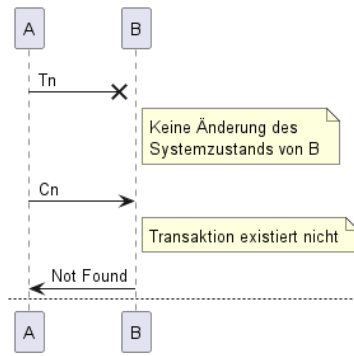 A B
Tn
Keine Änderung des
Systemzustands von B
Cn
Transaktion existiert nicht
Not Found
A B